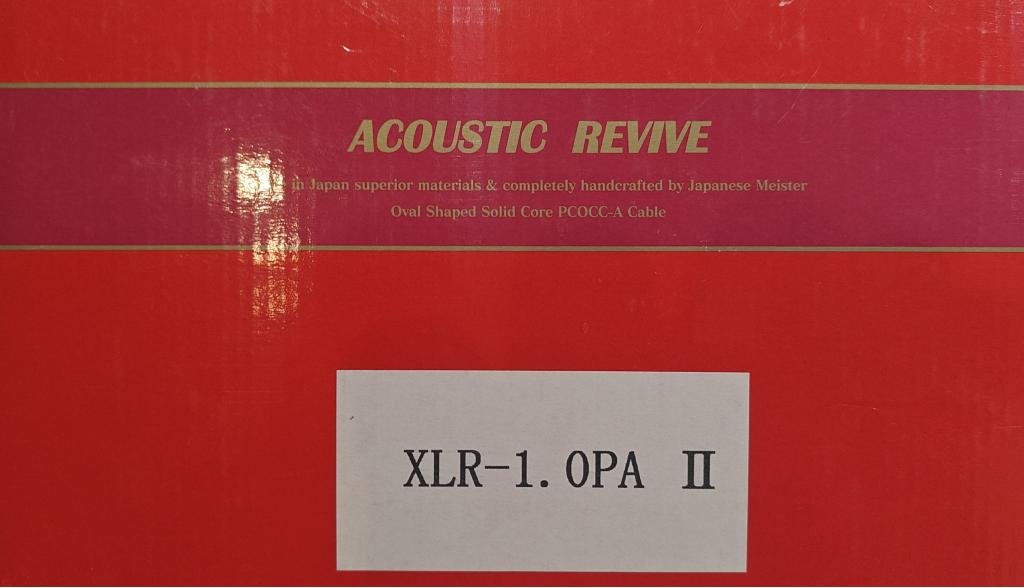 ACOUSTIC REVIVE
in Japan superior materials & completely handcrafted by Japanese Meister
Oval Shaped Solid Core PCOCC-A Cable
XLR-1.0PA II